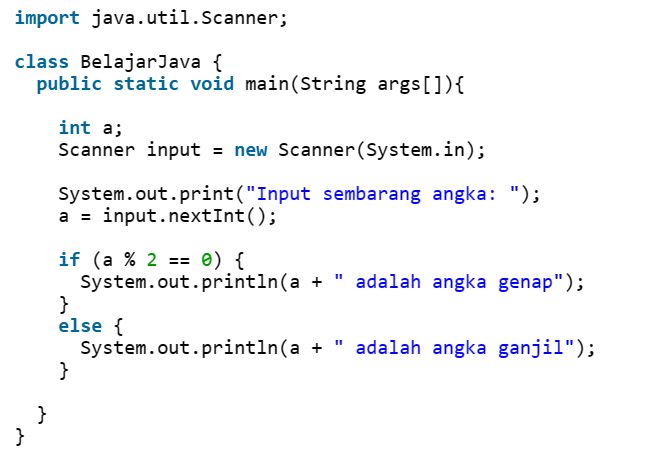 import java.util.Scanner;
class BelajarJava {
public static void main(String args[]){
int a;
Scanner input = new Scanner(System.in);
System.out.print("Input sembarang angka: ");
a = input.nextInt();
if (a % 2 == 0) {
System.out.println(a + " adalah angka genap");
}
else {
System.out.println(a + " adalah angka ganjil");
}
}
}